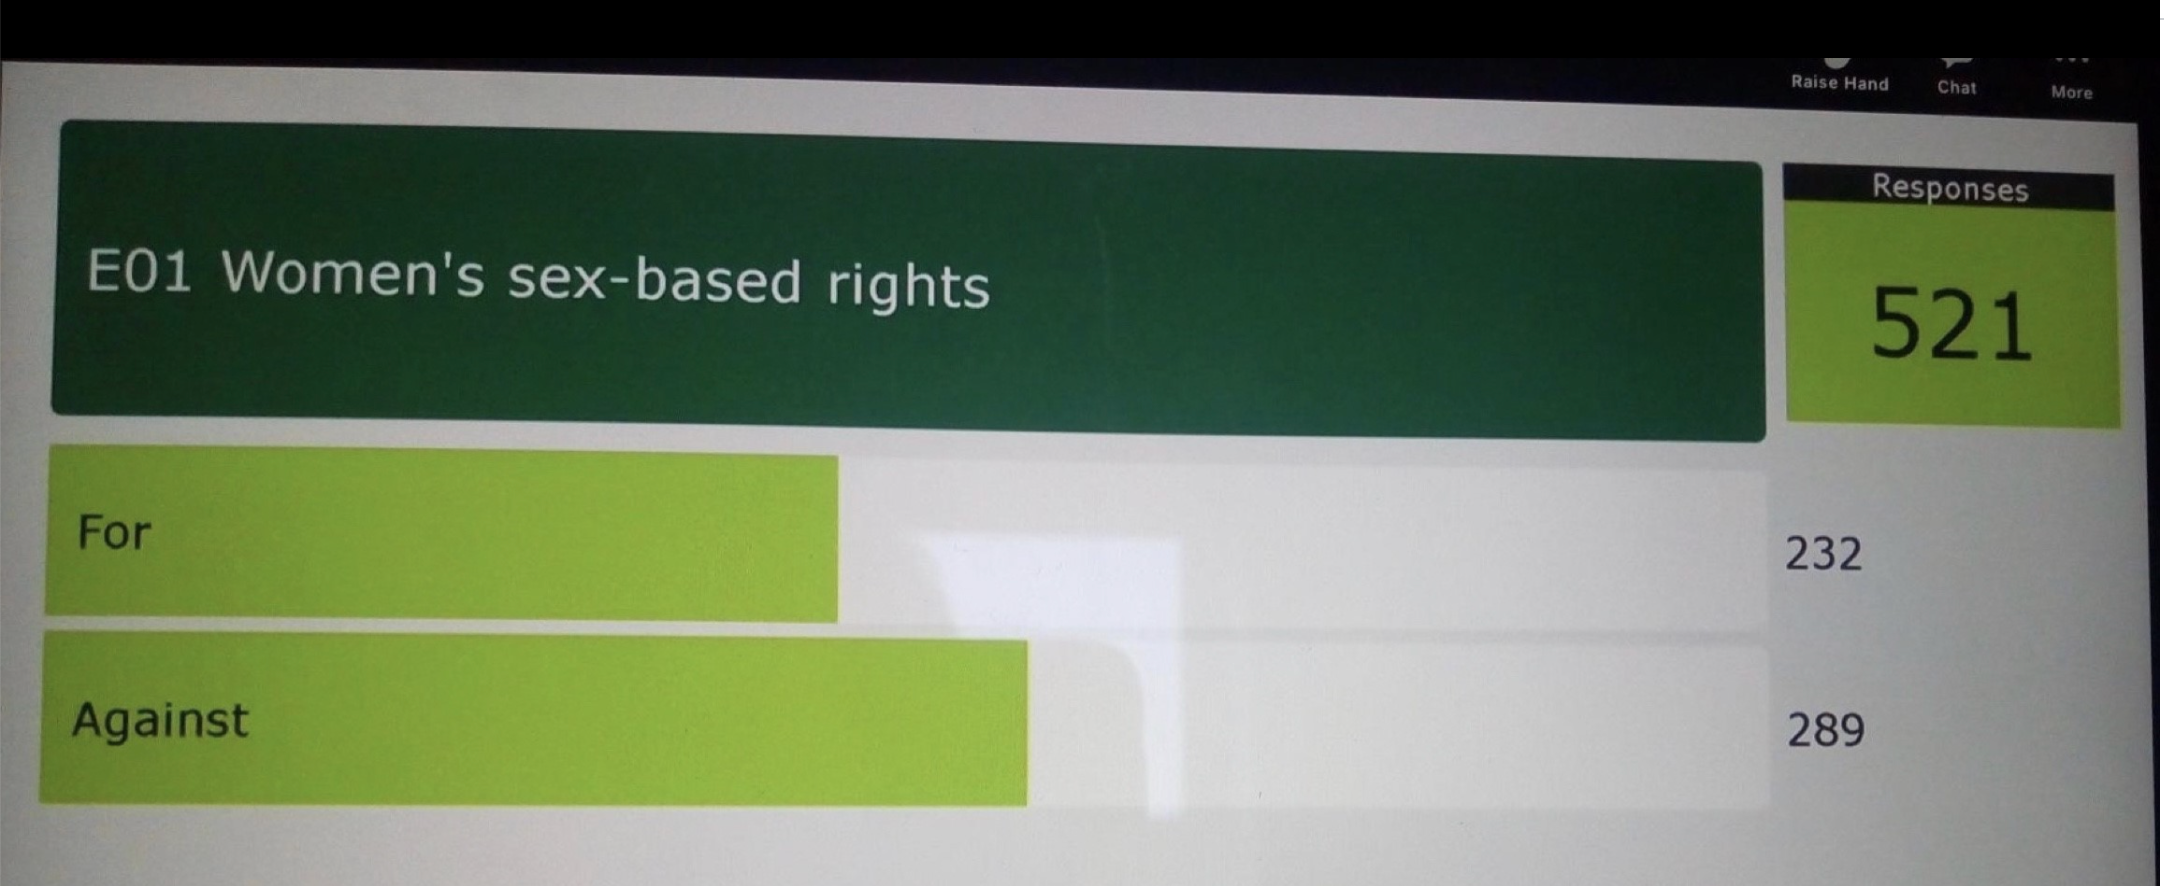 Raise Hand
Chat
More
E01 Women's sex-based rights
Responses
521
For
232
Against
289